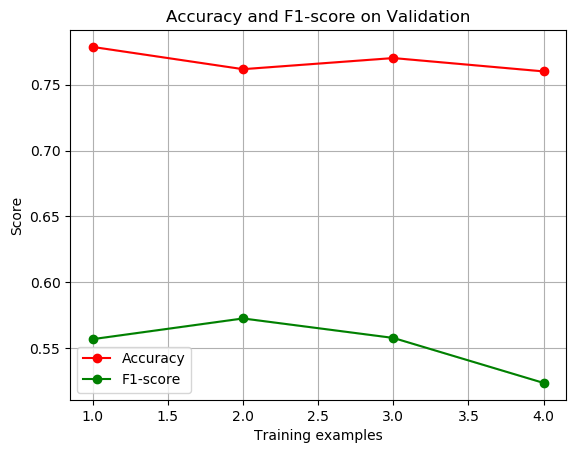 Accuracy and F1-score on Validation
Score
0.75
0.70
0.65
0.60
0.55
Accuracy
F1-score
1.0 1.5 2.0 2.5 3.0 3.5 4.0
Training examples